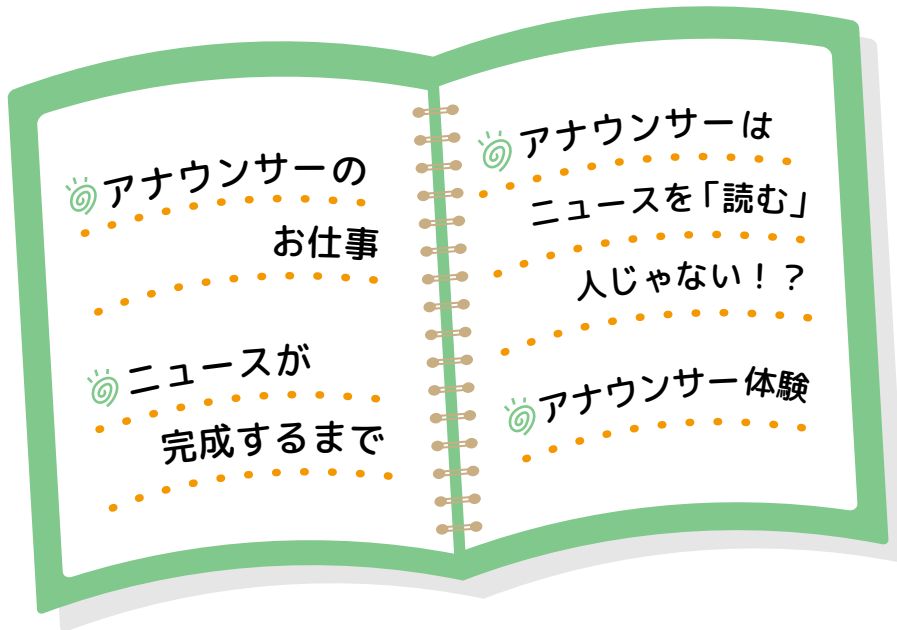 アナウンサーの
お仕事
ニュースが
完成するまで
アナウンサーは
ニュースを「読む」
人じゃない！？
アナウンサー体験